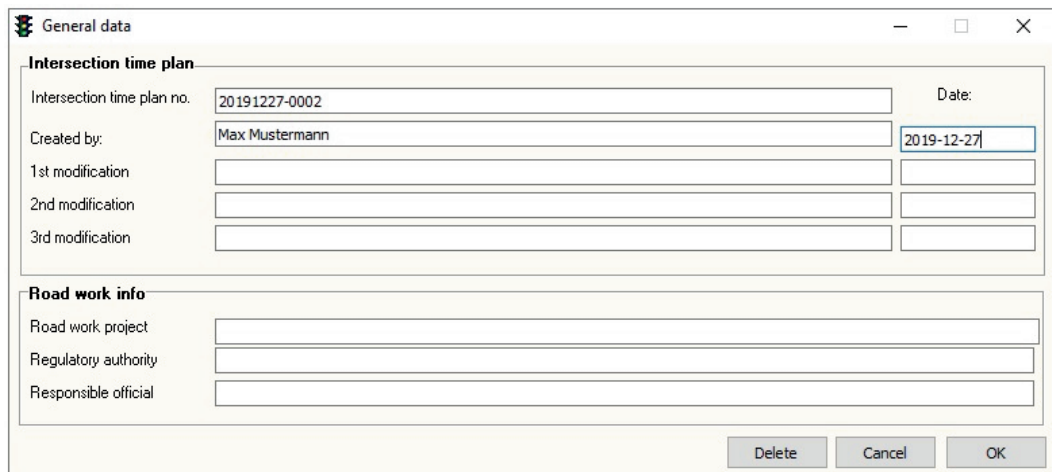 General data
Intersection time plan
Intersection time plan no. 20191227-0002 Date:
Created by: Max Mustermann 2019-12-27
1st modification
2nd modification
3rd modification
Road work info
Road work project
Regulatory authority
Responsible official
Delete Cancel OK